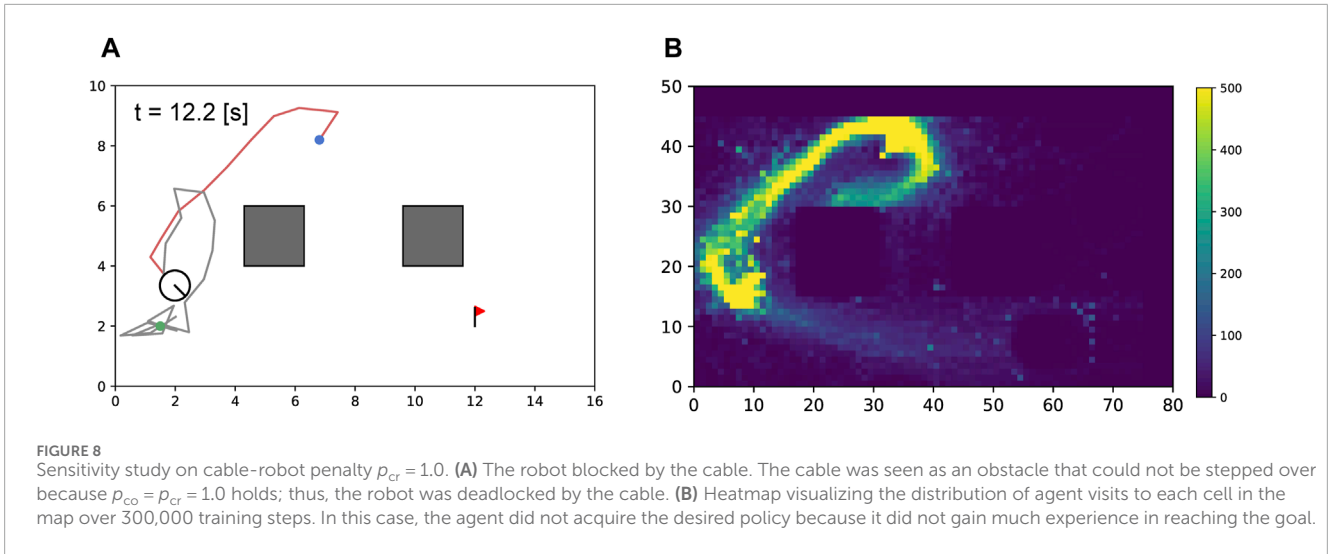 A
B
t = 12.2 [s]
10
8
6
4
2
0
0 2 4 6 8 10 12 14 16
50
40
30
20
10
0
0 10 20 30 40 50 60 70 80
500
400
300
200
100
0
FIGURE 8
Sensitivity study on cable-robot penalty pcr = 1.0. (A) The robot blocked by the cable. The cable was seen as an obstacle that could not be stepped over
because pco = pcr = 1.0 holds; thus, the robot was deadlocked by the cable. (B) Heatmap visualizing the distribution of agent visits to each cell in the
map over 300,000 training steps. In this case, the agent did not acquire the desired policy because it did not gain much experience in reaching the goal.